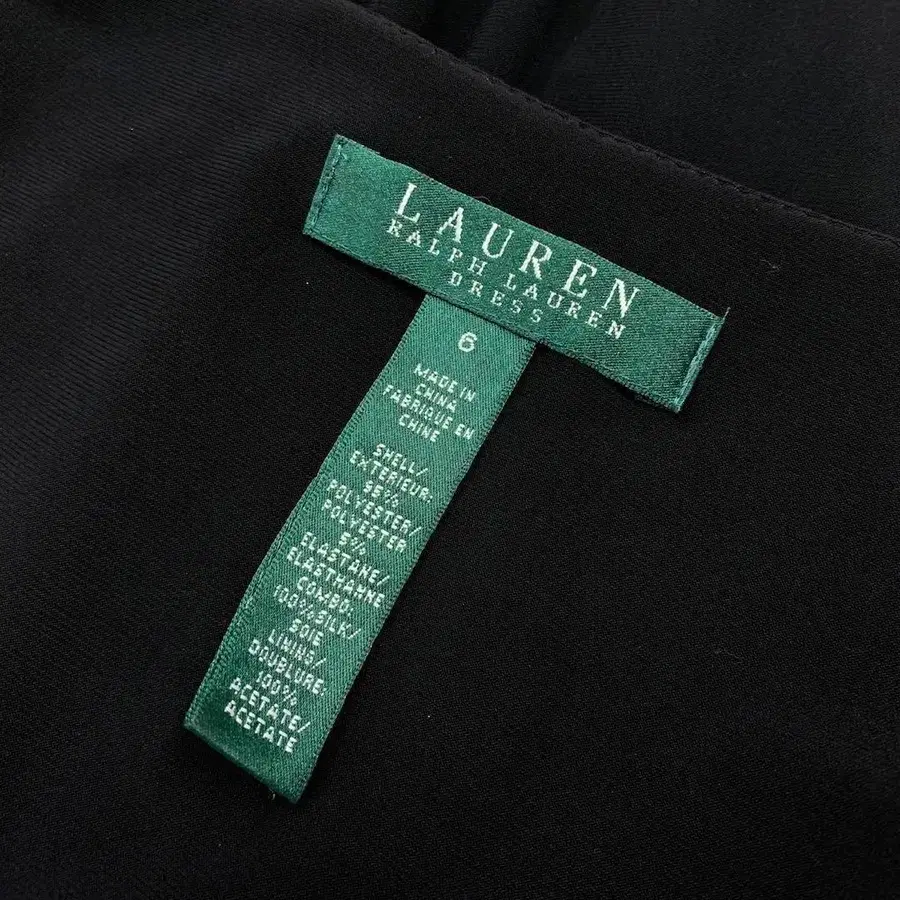 LAUREN
RALPH LAUREN
DRESS
6
MADE IN
CHINA
FABRIQUE EN
CHINE
SHELL/
EXTERIEUR:
95%
POLYESTER/
POLYESTER
5%
ELASTANE/
ELASTHANNE
COMBO:
100%SILK/
SOIE
LINING/
DOUBLURE:
100%
ACETATE/
ACETATE